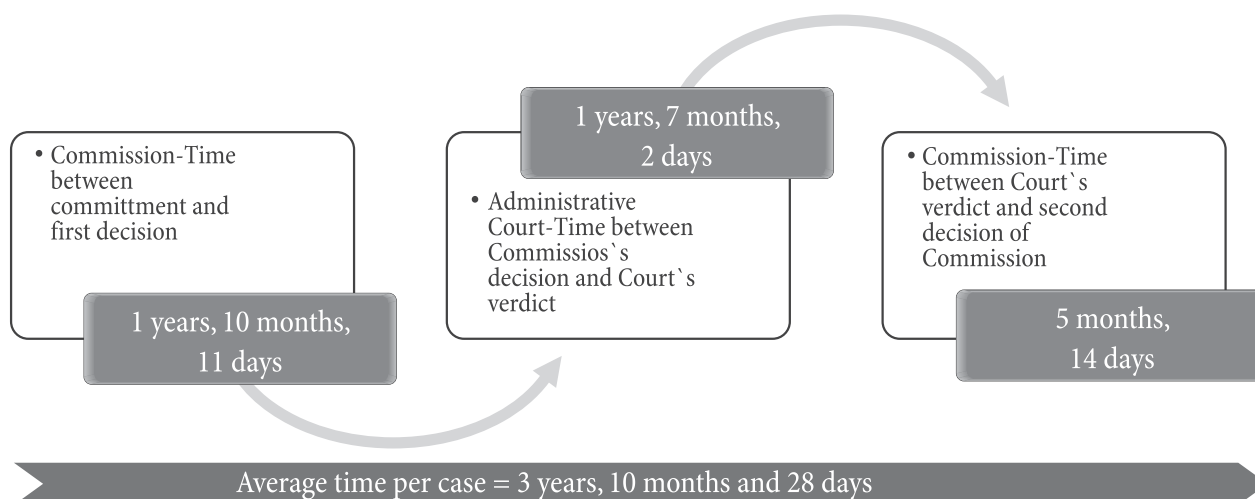 • Commission-Time
between
committment and
first decision
1 years, 10 months,
11 days
1 years, 7 months,
2 days
• Administrative
Court-Time between
Commissios`s
decision and Court`s
verdict
• Commission-Time
between Court`s
verdict and second
decision of
Commission
5 months,
14 days
Average time per case = 3 years, 10 months and 28 days